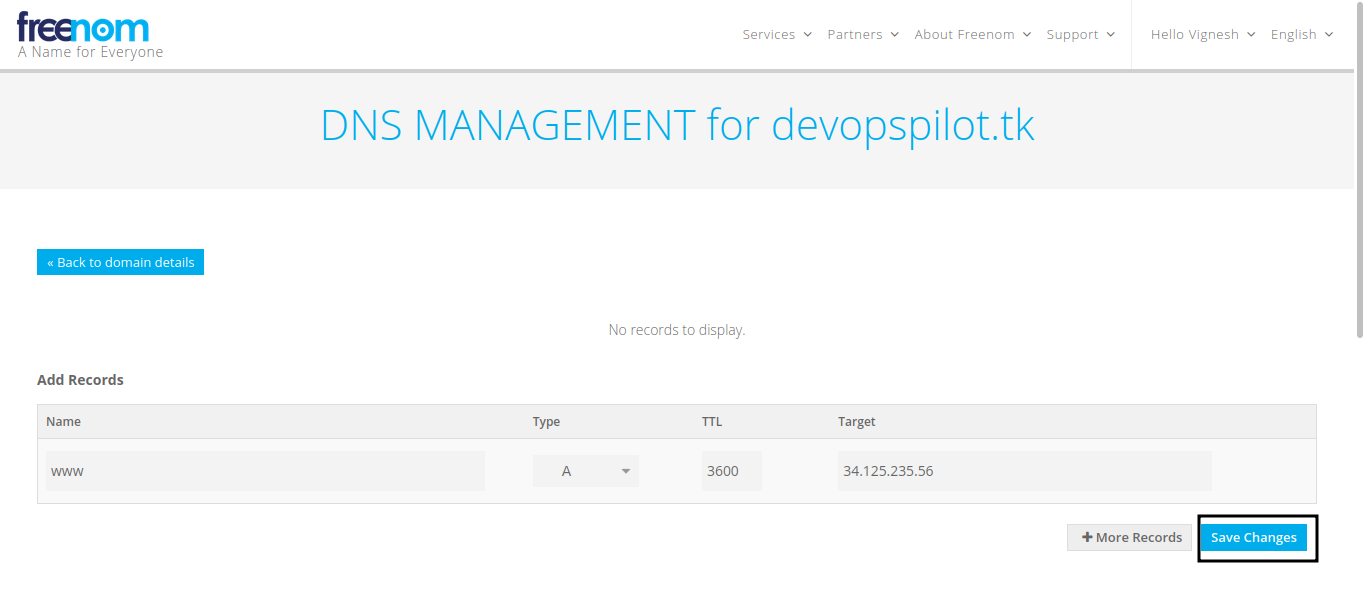 freenom
A Name for Everyone
Services Partners About Freenom Support Hello Vignesh English
DNS MANAGEMENT for devopspilot.tk
« Back to domain details
No records to display.
Add Records
Name Type TTL Target
www A 3600 34.125.235.56
+ More Records Save Changes